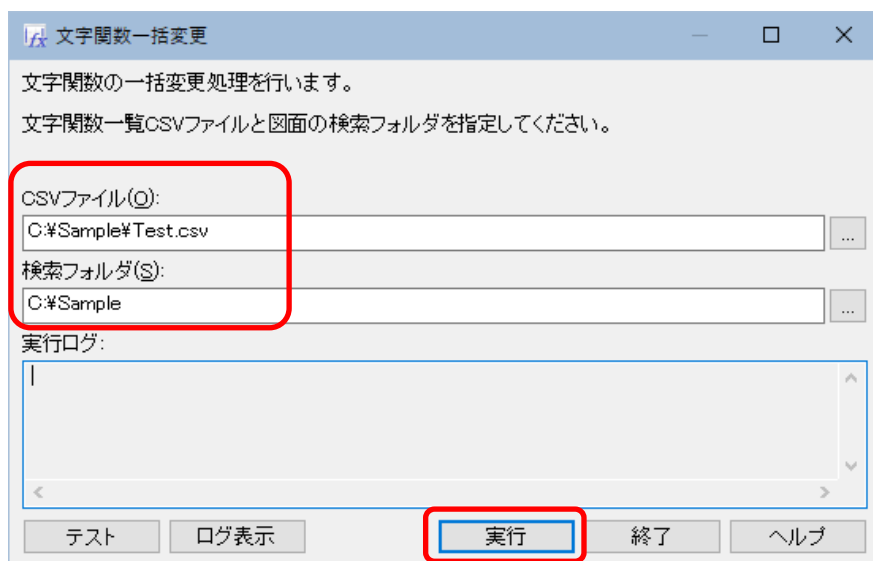 文字関数一括変更
文字関数の一括変更処理を行います。
文字関数一覧CSVファイルと図面の検索フォルダを指定してください。
CSVファイル(O):
C:¥Sample¥Test.csv
...
検索フォルダ(S):
C:¥Sample
...
実行ログ:
テスト ログ表示 実行 終了 ヘルプ